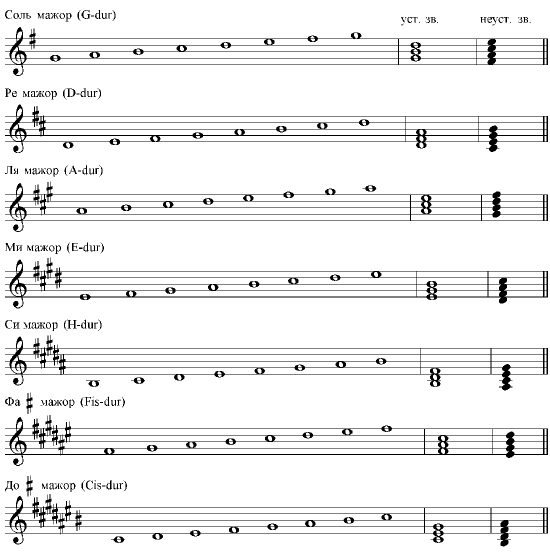 Соль мажор (G-dur)
уст. зв.
неуст. зв.
Ре мажор (D-dur)
Ля мажор (A-dur)
Ми мажор (E-dur)
Си мажор (H-dur)
Фа # мажор (Fis-dur)
До # мажор (Cis-dur)